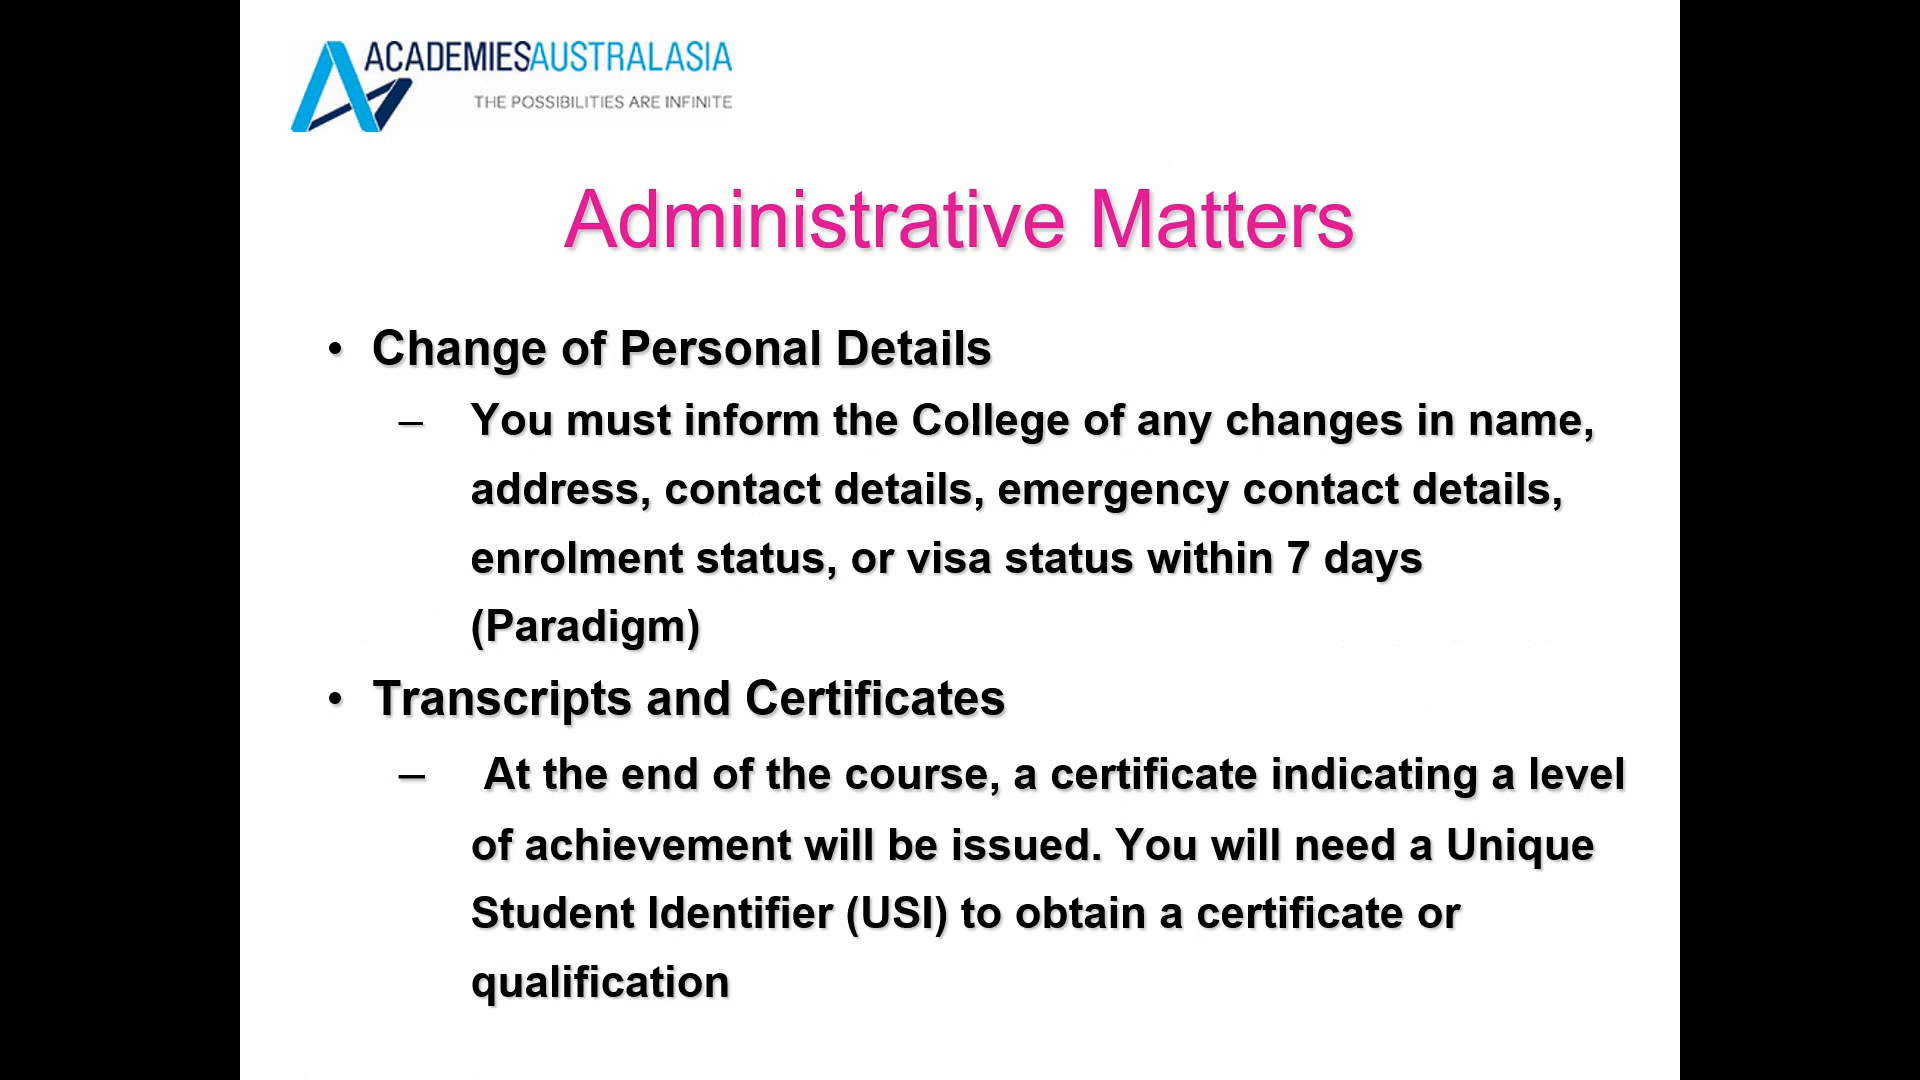 ACADEMIESAUSTRALASIA
THE POSSIBILITIES ARE INFINITE
Administrative Matters
• Change of Personal Details
– You must inform the College of any changes in name,
address, contact details, emergency contact details,
enrolment status, or visa status within 7 days
(Paradigm)
• Transcripts and Certificates
– At the end of the course, a certificate indicating a level
of achievement will be issued. You will need a Unique
Student Identifier (USI) to obtain a certificate or
qualification